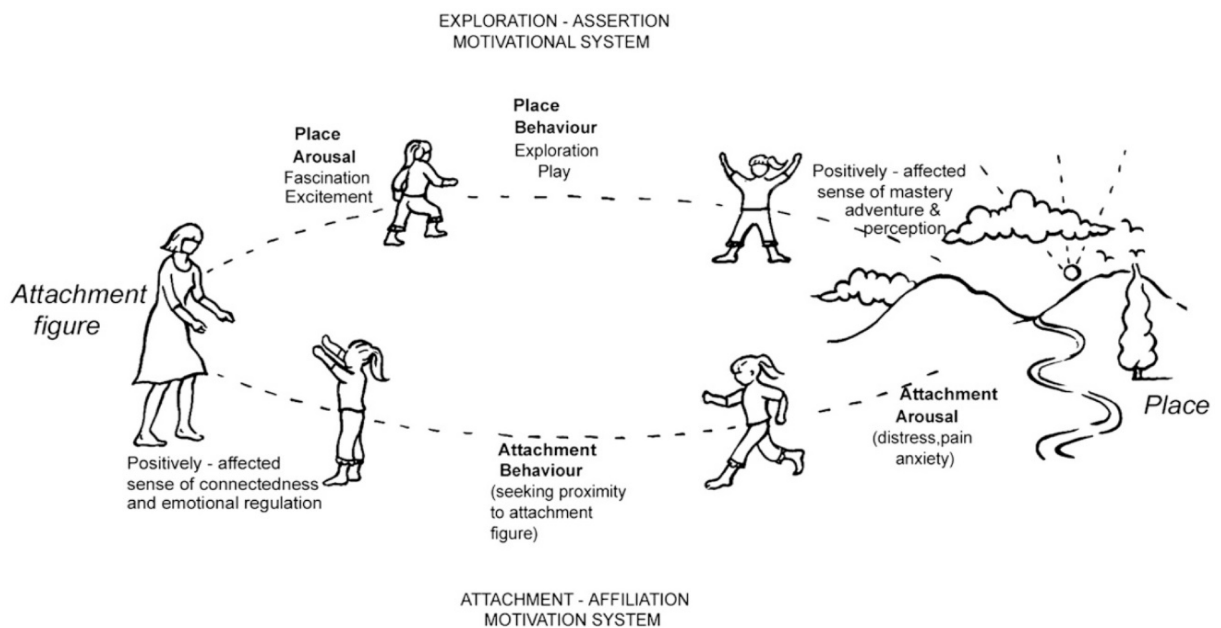 EXPLORATION - ASSERTION
MOTIVATIONAL SYSTEM
Place
Arousal
Fascination
Excitement
Place
Behaviour
Exploration
Play
Positively - affected
sense of mastery
adventure &
perception
Attachment
figure
Place
Attachment
Arousal
(distress,pain
anxiety)
Attachment
Behaviour
(seeking proximity
to attachment
figure)
Positively - affected
sense of connectedness
and emotional regulation
ATTACHMENT - AFFILIATION
MOTIVATION SYSTEM